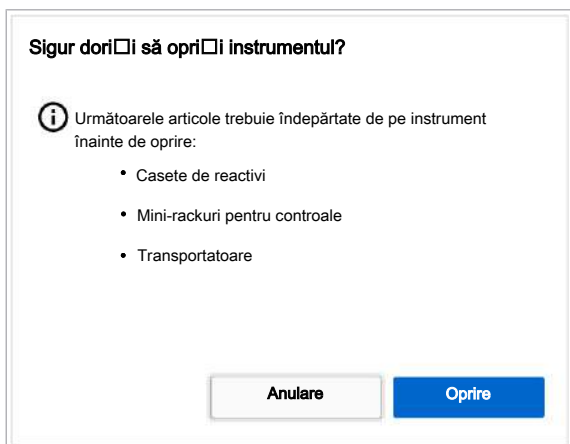 Sigur dori□i să opri□i instrumentul?
Următoarele articole trebuie îndepărtate de pe instrument
înainte de oprire:
• Casete de reactivi
• Mini-rackuri pentru controale
• Transportatoare
Anulare
Oprire